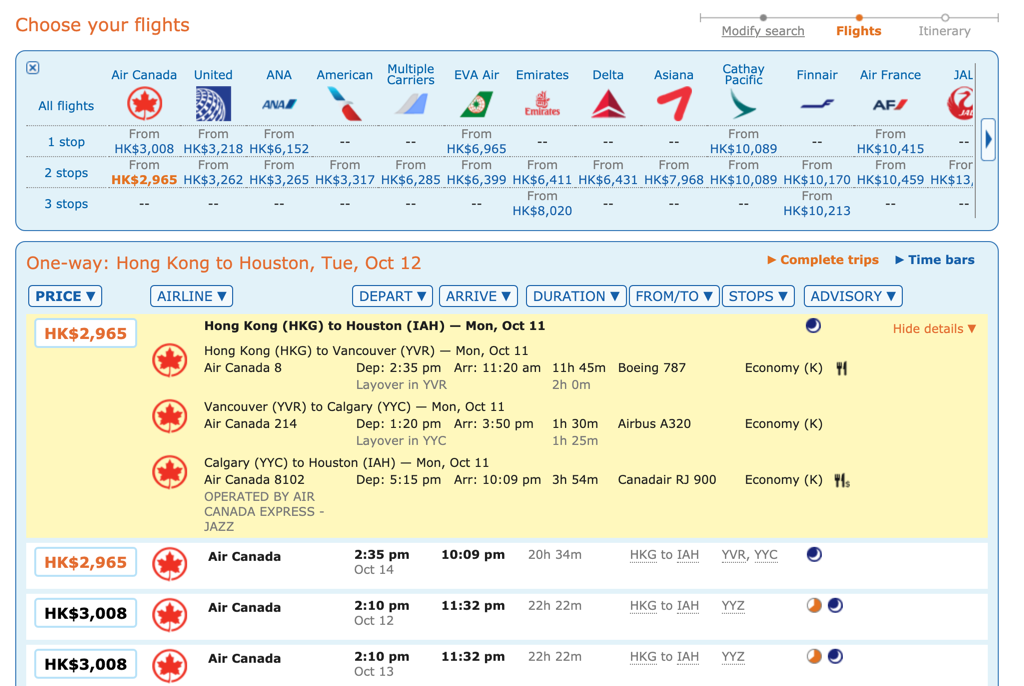 Choose your flights
Modify search Flights Itinerary
Air Canada United ANA American Multiple Carriers EVA Air Emirates Delta Asiana Cathay Pacific Finnair Air France JAL
All flights ANA Emirates AF JAL
1 stop From HK$3,008 From HK$3,218 From HK$6,152 -- -- From HK$6,965 -- -- -- From HK$10,089 -- From HK$10,415 --
2 stops From HK$2,965 From HK$3,262 From HK$3,265 From HK$3,317 From HK$6,285 From HK$6,399 From HK$6,411 From HK$6,431 From HK$7,968 From HK$10,089 From HK$10,170 From HK$10,459 Fror HK$13,
3 stops -- -- -- -- -- -- From HK$8,020 -- -- -- From HK$10,213 -- --
One-way: Hong Kong to Houston, Tue, Oct 12 ▶ Complete trips ▶ Time bars
PRICE ▼ AIRLINE ▼ DEPART ▼ ARRIVE ▼ DURATION ▼ FROM/TO ▼ STOPS ▼ ADVISORY ▼
HK$2,965 Hong Kong (HKG) to Houston (IAH) — Mon, Oct 11 Hide details ▼
Hong Kong (HKG) to Vancouver (YVR) — Mon, Oct 11
Air Canada 8 Dep: 2:35 pm Arr: 11:20 am 11h 45m Boeing 787 Economy (K)
Layover in YVR 2h 0m
Vancouver (YVR) to Calgary (YYC) — Mon, Oct 11
Air Canada 214 Dep: 1:20 pm Arr: 3:50 pm 1h 30m Airbus A320 Economy (K)
Layover in YYC 1h 25m
Calgary (YYC) to Houston (IAH) — Mon, Oct 11
Air Canada 8102 Dep: 5:15 pm Arr: 10:09 pm 3h 54m Canadair RJ 900 Economy (K) s
OPERATED BY AIR
CANADA EXPRESS -
JAZZ
HK$2,965 Air Canada 2:35 pm 10:09 pm 20h 34m HKG to IAH YVR, YYC
Oct 14
HK$3,008 Air Canada 2:10 pm 11:32 pm 22h 22m HKG to IAH YYZ
Oct 12
HK$3,008 Air Canada 2:10 pm 11:32 pm 22h 22m HKG to IAH YYZ
Oct 13